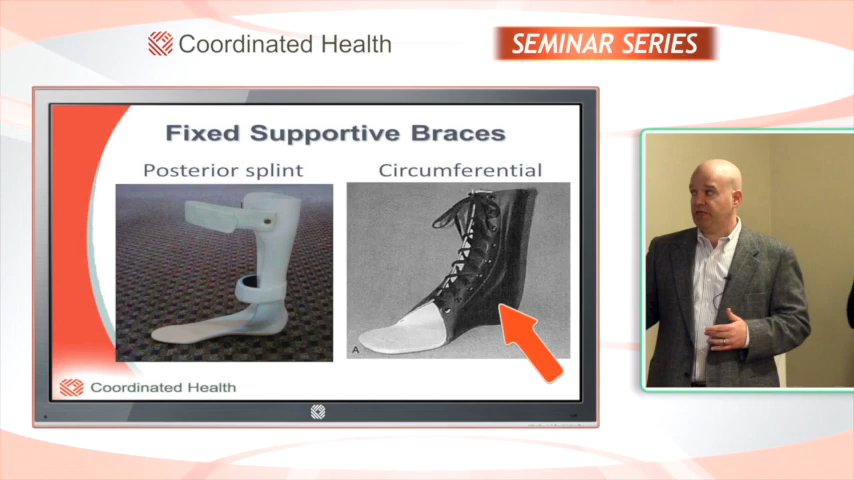 Coordinated Health
SEMINAR SERIES
Fixed Supportive Braces
Posterior splint
Circumferential
A
Coordinated Health